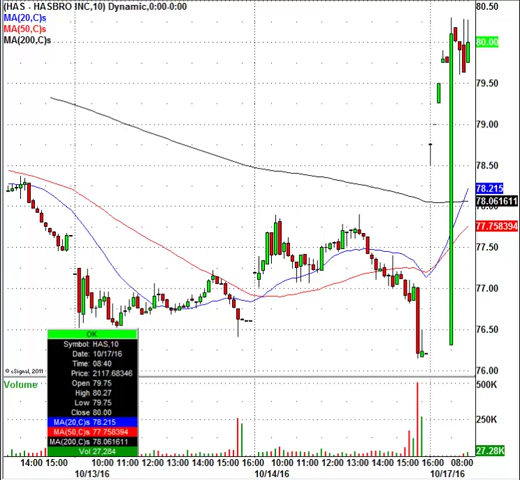 (HAS - HASBRO INC,10) Dynamic,0:00-0:00
MA(20,C)s
MA(50,C)s
MA(200,C)s
80.50
80.00
79.50
79.00
78.50
78.215
78.061611
77.758394
77.50
77.00
76.50
76.00
© eSignal, 2011
OK
Symbol: HAS,10
Date: 10/17/16
Time: 08:40
Price: 2117.68346
Open 79.75
High 80.27
Low 79.75
Close 80.00
MA(20,C)s 78.215
MA(50,C)s 77.758394
MA(200,C)s 78.061611
Vol 27,284
Volume
500K
250K
27.28K
14:00 15:00 10:00 11:00 12:00 13:00 14:00 15:00 10:00 11:00 12:00 13:00 14:00 15:00 16:00 08:00
10/13/16 10/14/16 10/17/16